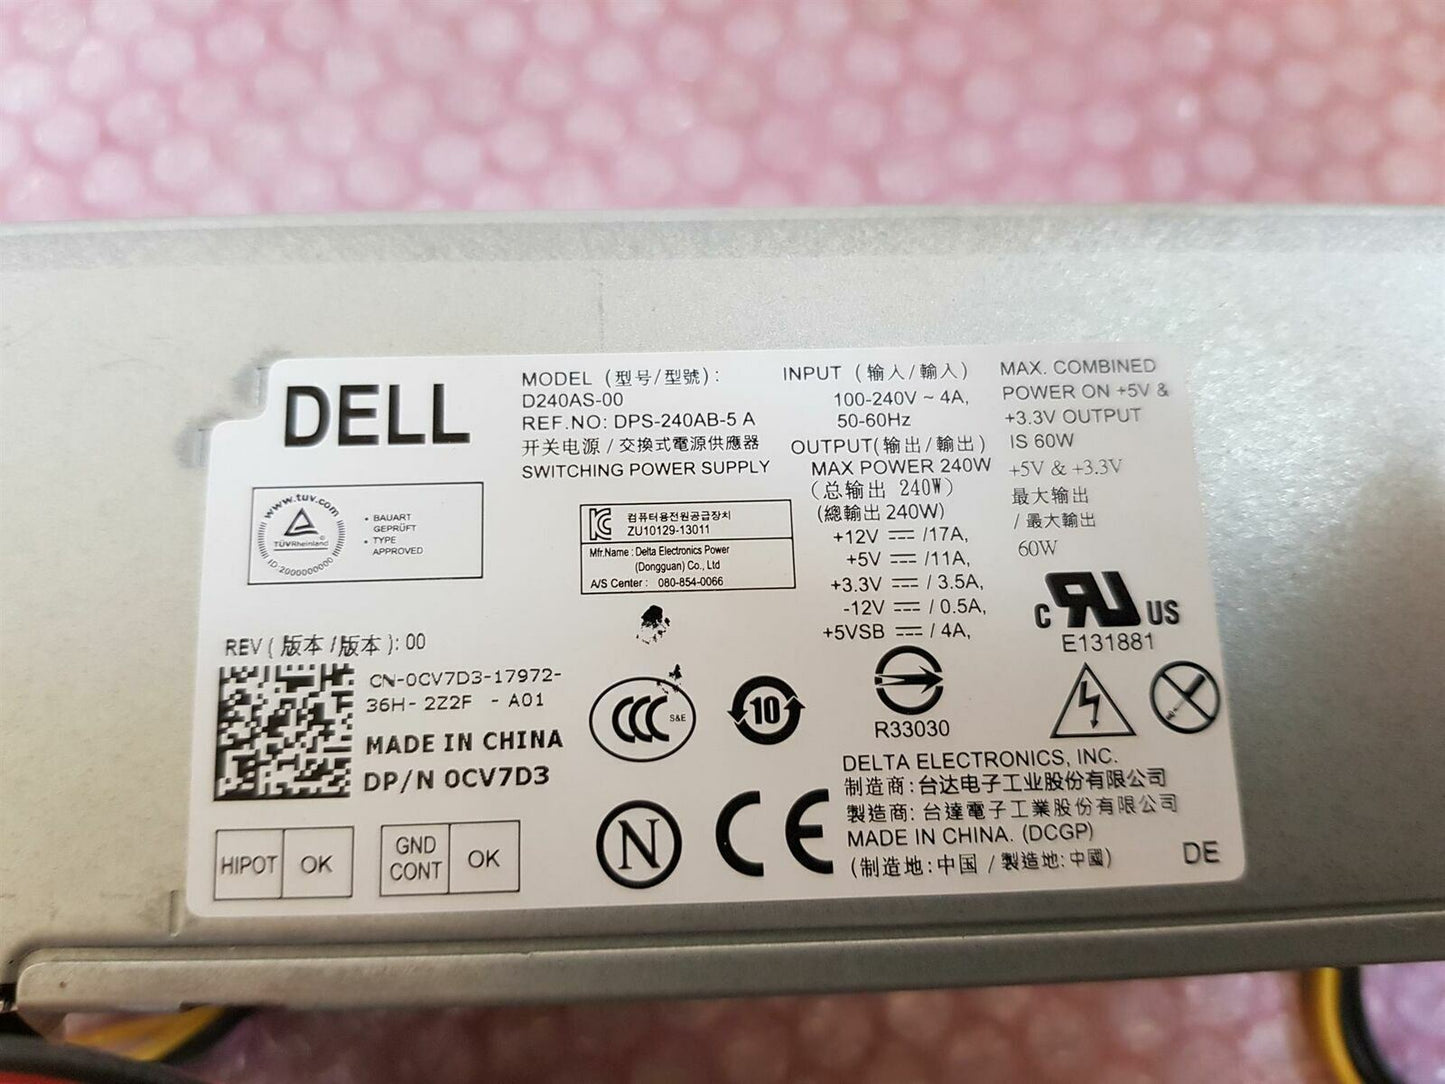 DELL
MODEL (型号/型號):
D240AS-00
REF.NO: DPS-240AB-5 A
开关电源 / 交換式電源供應器
SWITCHING POWER SUPPLY
INPUT (输入/輸入)
100-240V ~ 4A,
50-60Hz
OUTPUT(输出/輸出)
MAX POWER 240W
(总输出 240W)
(總輸出 240W)
+12V ⎓ /17A,
+5V ⎓ /11A,
+3.3V ⎓ / 3.5A,
-12V ⎓ / 0.5A,
+5VSB ⎓ / 4A,
MAX. COMBINED
POWER ON +5V &
+3.3V OUTPUT
IS 60W
+5V & +3.3V
最大输出
/ 最大輸出
60W
www.tuv.com
TÜVRheinland
ID:2000000000
• BAUART
GEPRÜFT
• TYPE
APPROVED
컴퓨터용전원공급장치
ZU10129-13011
Mfr.Name : Delta Electronics Power
(Dongguan) Co., Ltd
A/S Center : 080-854-0066
C RU US
E131881
REV ( 版本 /版本 ): 00
CN-0CV7D3-17972-
36H- 2Z2F - A01
MADE IN CHINA
DP/N 0CV7D3
CCC S&E
10
R33030
DELTA ELECTRONICS, INC.
制造商: 台达电子工业股份有限公司
製造商: 台達電子工業股份有限公司
MADE IN CHINA. (DCGP)
(制造地: 中国 / 製造地: 中國)
DE
HIPOT OK
GND
CONT OK
N
CE